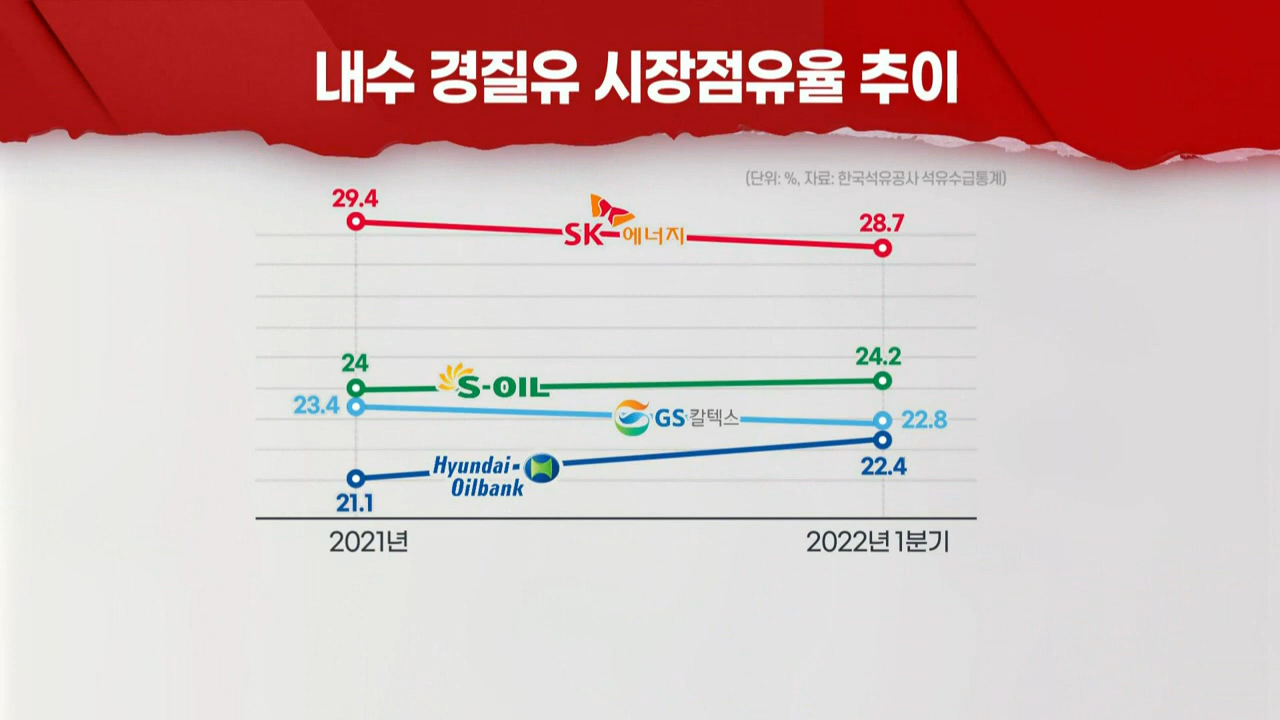 내수 경질유 시장점유율 추이
(단위: %, 자료: 한국석유공사 석유수급통계)
29.4
SK에너지
28.7
24
S-OIL
24.2
23.4
GS칼텍스
22.8
Hyundai-
Oilbank
21.1
22.4
2021년
2022년 1분기